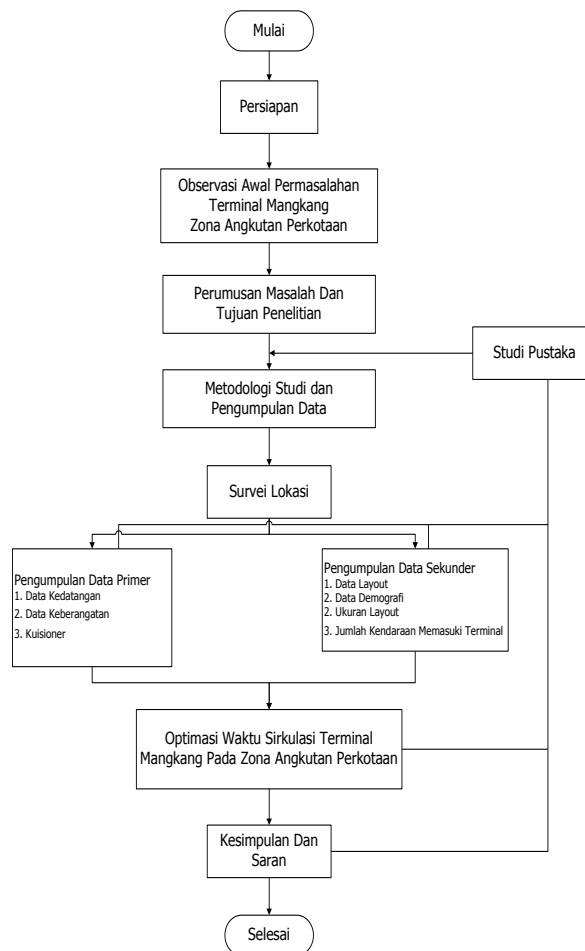 Mulai
Persiapan
Observasi Awal Permasalahan
Terminal Mangkang
Zona Angkutan Perkotaan
Perumusan Masalah Dan
Tujuan Penelitian
Studi Pustaka
Metodologi Studi dan
Pengumpulan Data
Survei Lokasi
Pengumpulan Data Primer
1. Data Kedatangan
2. Data Keberangatan
3. Kuisioner
Pengumpulan Data Sekunder
1. Data Layout
2. Data Demografi
2. Ukuran Layout
3. Jumlah Kendaraan Memasuki Terminal
Optimasi Waktu Sirkulasi Terminal
Mangkang Pada Zona Angkutan Perkotaan
Kesimpulan Dan
Saran
Selesai